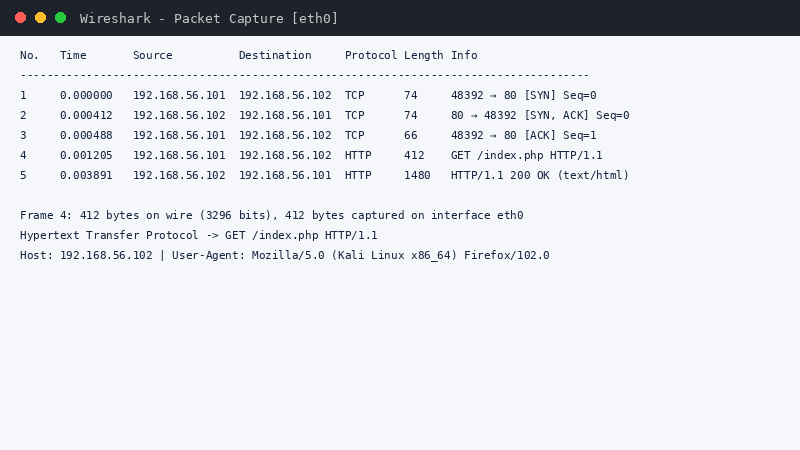 Wireshark - Packet Capture [eth0]
No. Time Source Destination Protocol Length Info
--------------------------------------------------------------------------------------
1 0.000000 192.168.56.101 192.168.56.102 TCP 74 48392 → 80 [SYN] Seq=0
2 0.000412 192.168.56.102 192.168.56.101 TCP 74 80 → 48392 [SYN, ACK] Seq=0
3 0.000488 192.168.56.101 192.168.56.102 TCP 66 48392 → 80 [ACK] Seq=1
4 0.001205 192.168.56.101 192.168.56.102 HTTP 412 GET /index.php HTTP/1.1
5 0.003891 192.168.56.102 192.168.56.101 HTTP 1480 HTTP/1.1 200 OK (text/html)
Frame 4: 412 bytes on wire (3296 bits), 412 bytes captured on interface eth0
Hypertext Transfer Protocol -> GET /index.php HTTP/1.1
Host: 192.168.56.102 | User-Agent: Mozilla/5.0 (Kali Linux x86_64) Firefox/102.0